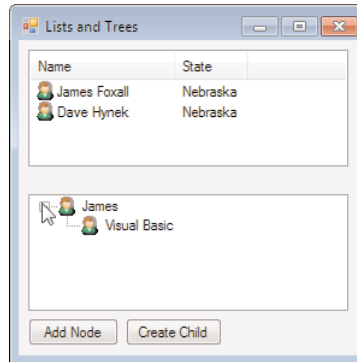 Lists and Trees
Name State
James Foxall Nebraska
Dave Hynek Nebraska
James
Visual Basic
Add Node Create Child